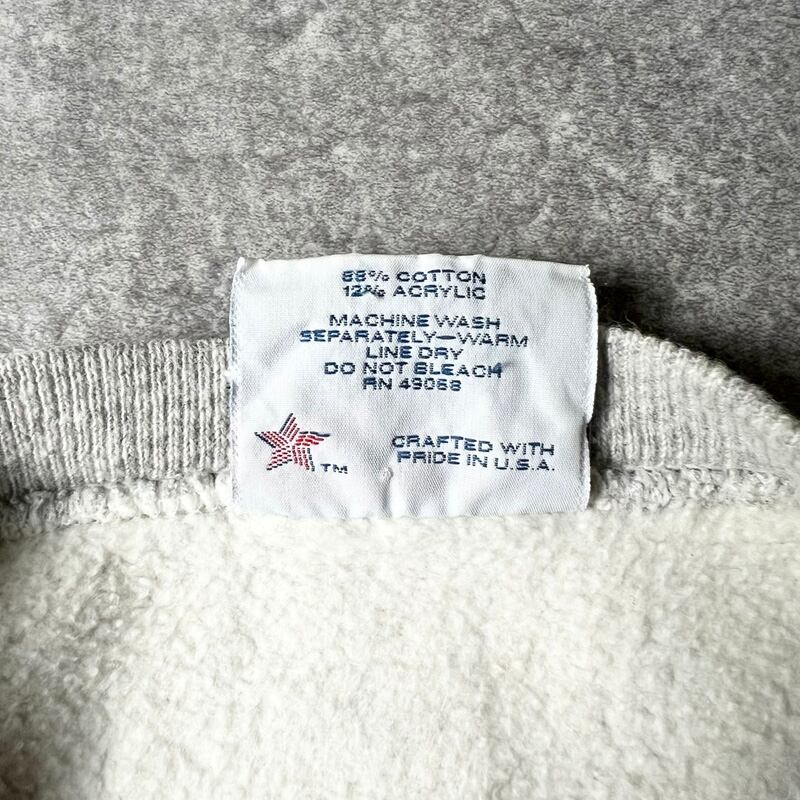 88% COTTON
12% ACRYLIC
MACHINE WASH
SEPARATELY—WARM
LINE DRY
DO NOT BLEACH
RN 49068
TM
CRAFTED WITH
PRIDE IN U.S.A.